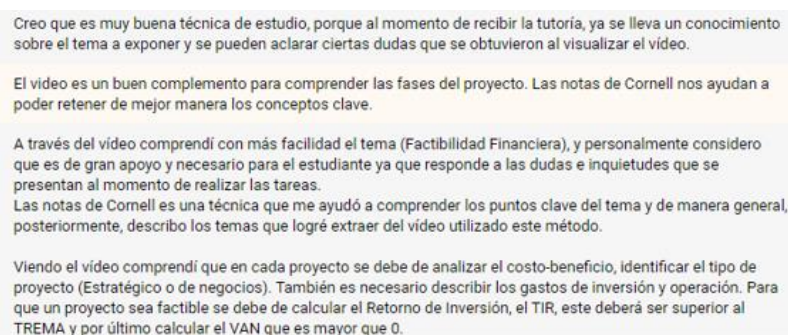 Creo que es muy buena técnica de estudio, porque al momento de recibir la tutoría, ya se lleva un conocimiento
sobre el tema a exponer y se pueden aclarar ciertas dudas que se obtuvieron al visualizar el vídeo.
El video es un buen complemento para comprender las fases del proyecto. Las notas de Cornell nos ayudan a
poder retener de mejor manera los conceptos clave.
A través del vídeo comprendí con más facilidad el tema (Factibilidad Financiera), y personalmente considero
que es de gran apoyo y necesario para el estudiante ya que responde a las dudas e inquietudes que se
presentan al momento de realizar las tareas.
Las notas de Cornell es una técnica que me ayudó a comprender los puntos clave del tema y de manera general,
posteriormente, describo los temas que logré extraer del vídeo utilizado este método.
Viendo el vídeo comprendí que en cada proyecto se debe de analizar el costo-beneficio, identificar el tipo de
proyecto (Estratégico o de negocios). También es necesario describir los gastos de inversión y operación. Para
que un proyecto sea factible se debe de calcular el Retorno de Inversión, el TIR, este deberá ser superior al
TREMA y por último calcular el VAN que es mayor que 0.